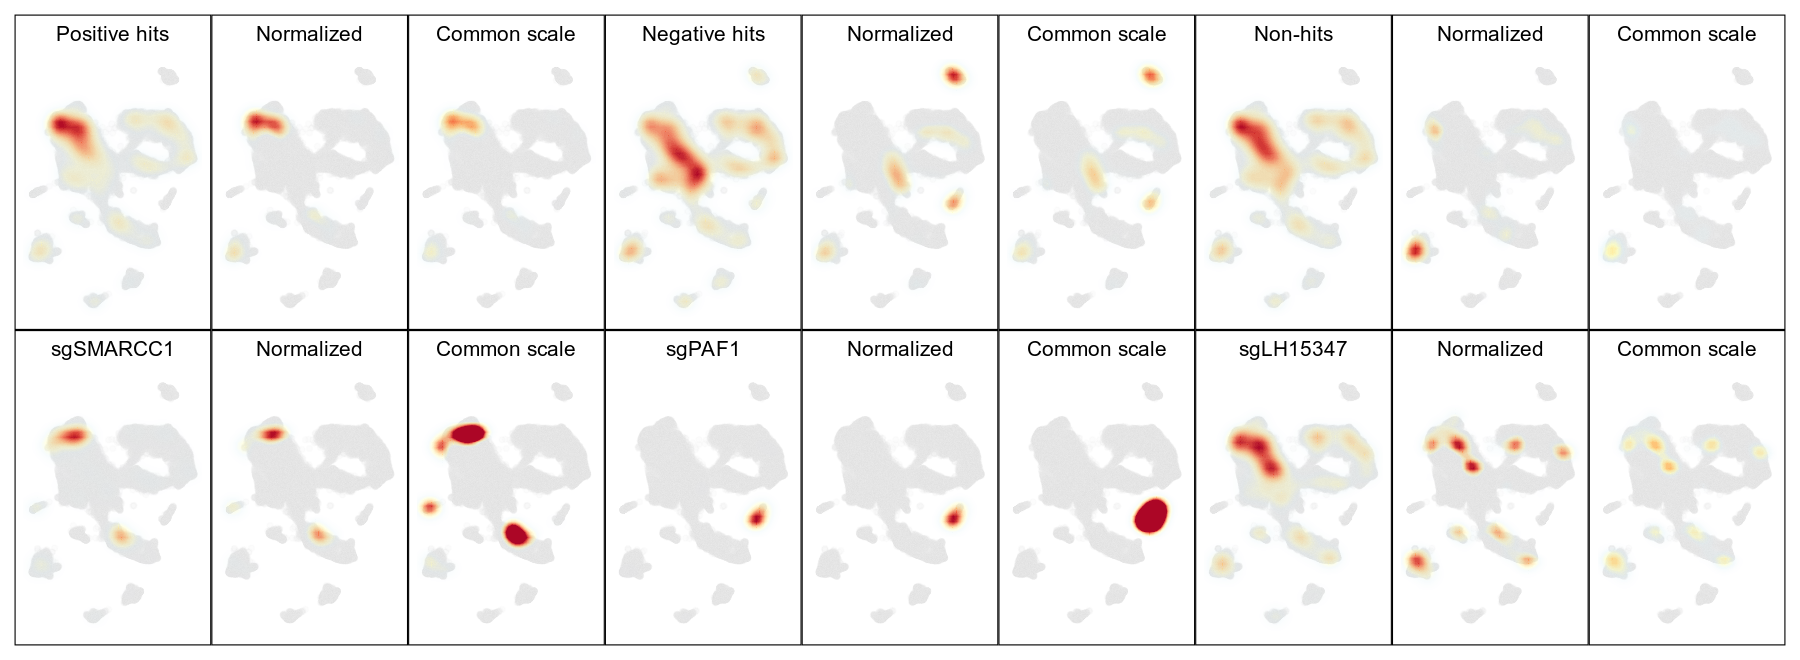 Positive hits
Normalized
Common scale
Negative hits
Normalized
Common scale
Non-hits
Normalized
Common scale
sgSMARCC1
Normalized
Common scale
sgPAF1
Normalized
Common scale
sgLH15347
Normalized
Common scale